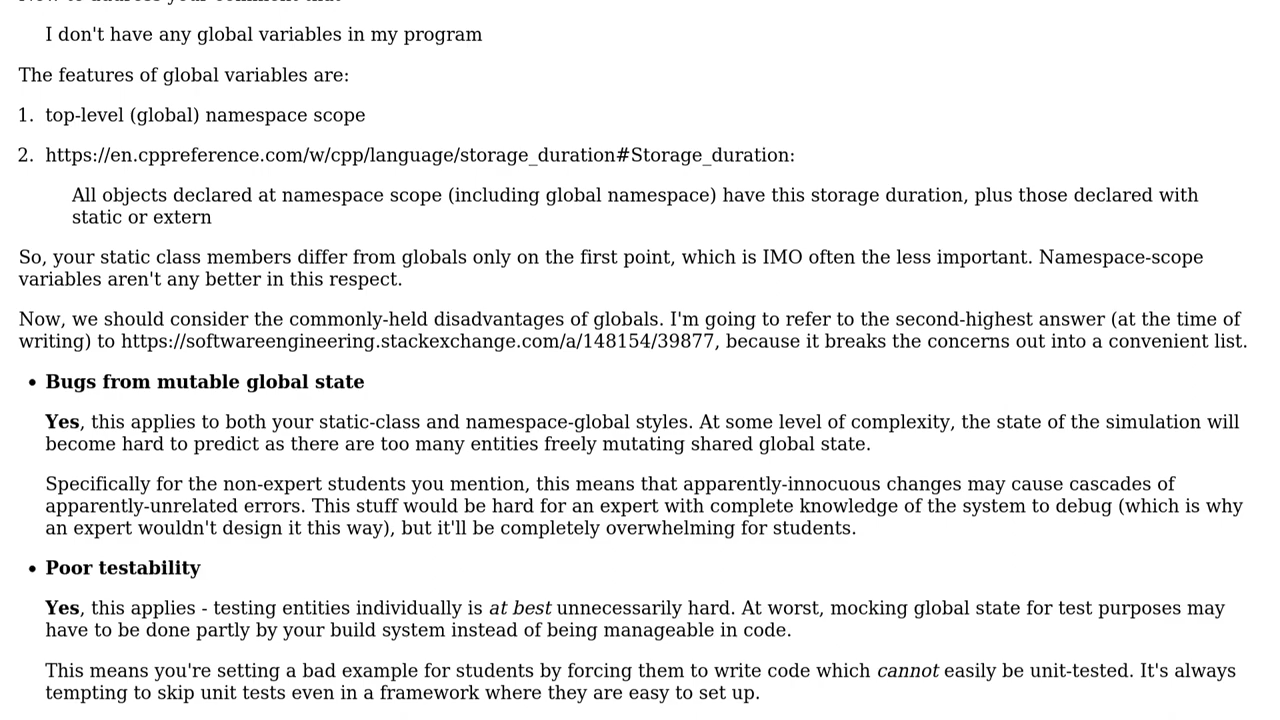 I don't have any global variables in my program
The features of global variables are:
1. top-level (global) namespace scope
2. https://en.cppreference.com/w/cpp/language/storage_duration#Storage_duration:
All objects declared at namespace scope (including global namespace) have this storage duration, plus those declared with
static or extern
So, your static class members differ from globals only on the first point, which is IMO often the less important. Namespace-scope
variables aren't any better in this respect.
Now, we should consider the commonly-held disadvantages of globals. I'm going to refer to the second-highest answer (at the time of
writing) to https://softwareengineering.stackexchange.com/a/148154/39877, because it breaks the concerns out into a convenient list.
• Bugs from mutable global state
Yes, this applies to both your static-class and namespace-global styles. At some level of complexity, the state of the simulation will
become hard to predict as there are too many entities freely mutating shared global state.
Specifically for the non-expert students you mention, this means that apparently-innocuous changes may cause cascades of
apparently-unrelated errors. This stuff would be hard for an expert with complete knowledge of the system to debug (which is why
an expert wouldn't design it this way), but it'll be completely overwhelming for students.
• Poor testability
Yes, this applies - testing entities individually is at best unnecessarily hard. At worst, mocking global state for test purposes may
have to be done partly by your build system instead of being manageable in code.
This means you're setting a bad example for students by forcing them to write code which cannot easily be unit-tested. It's always
tempting to skip unit tests even in a framework where they are easy to set up.